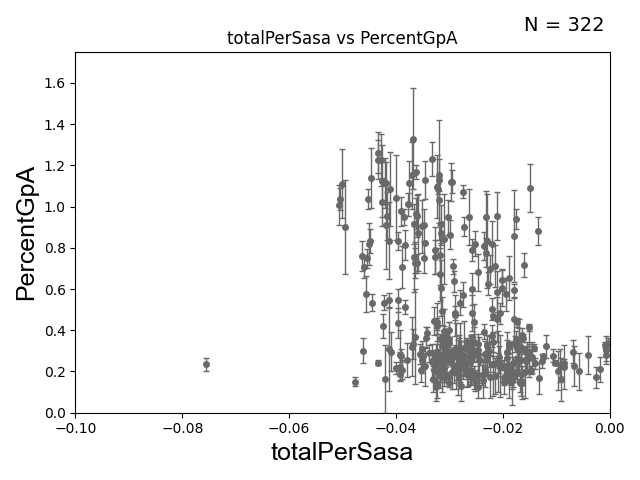 N = 322
totalPerSasa vs PercentGpA
PercentGpA
1.6
1.4
1.2
1.0
0.8
0.6
0.4
0.2
0.0
−0.10 −0.08 −0.06 −0.04 −0.02 0.00
totalPerSasa